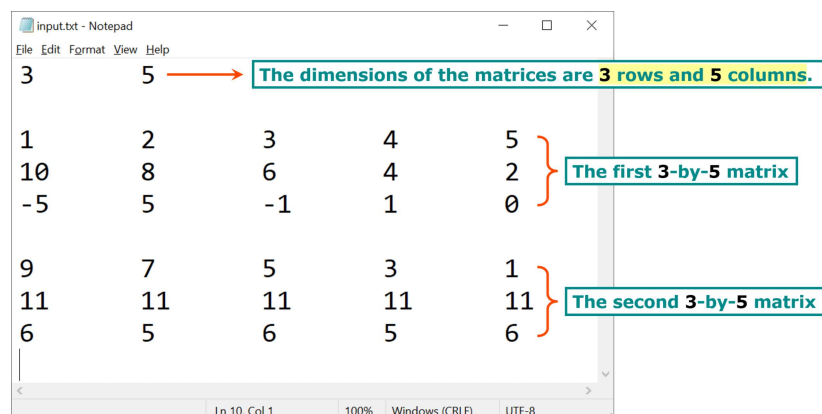 input.txt - Notepad
File Edit Format View Help
3 5 The dimensions of the matrices are 3 rows and 5 columns.
1 2 3 4 5
10 8 6 4 2
-5 5 -1 1 0
The first 3-by-5 matrix
9 7 5 3 1
11 11 11 11 11
6 5 6 5 6
The second 3-by-5 matrix
Ln 10, Col 1 100% Windows (CRLF) UTF-8